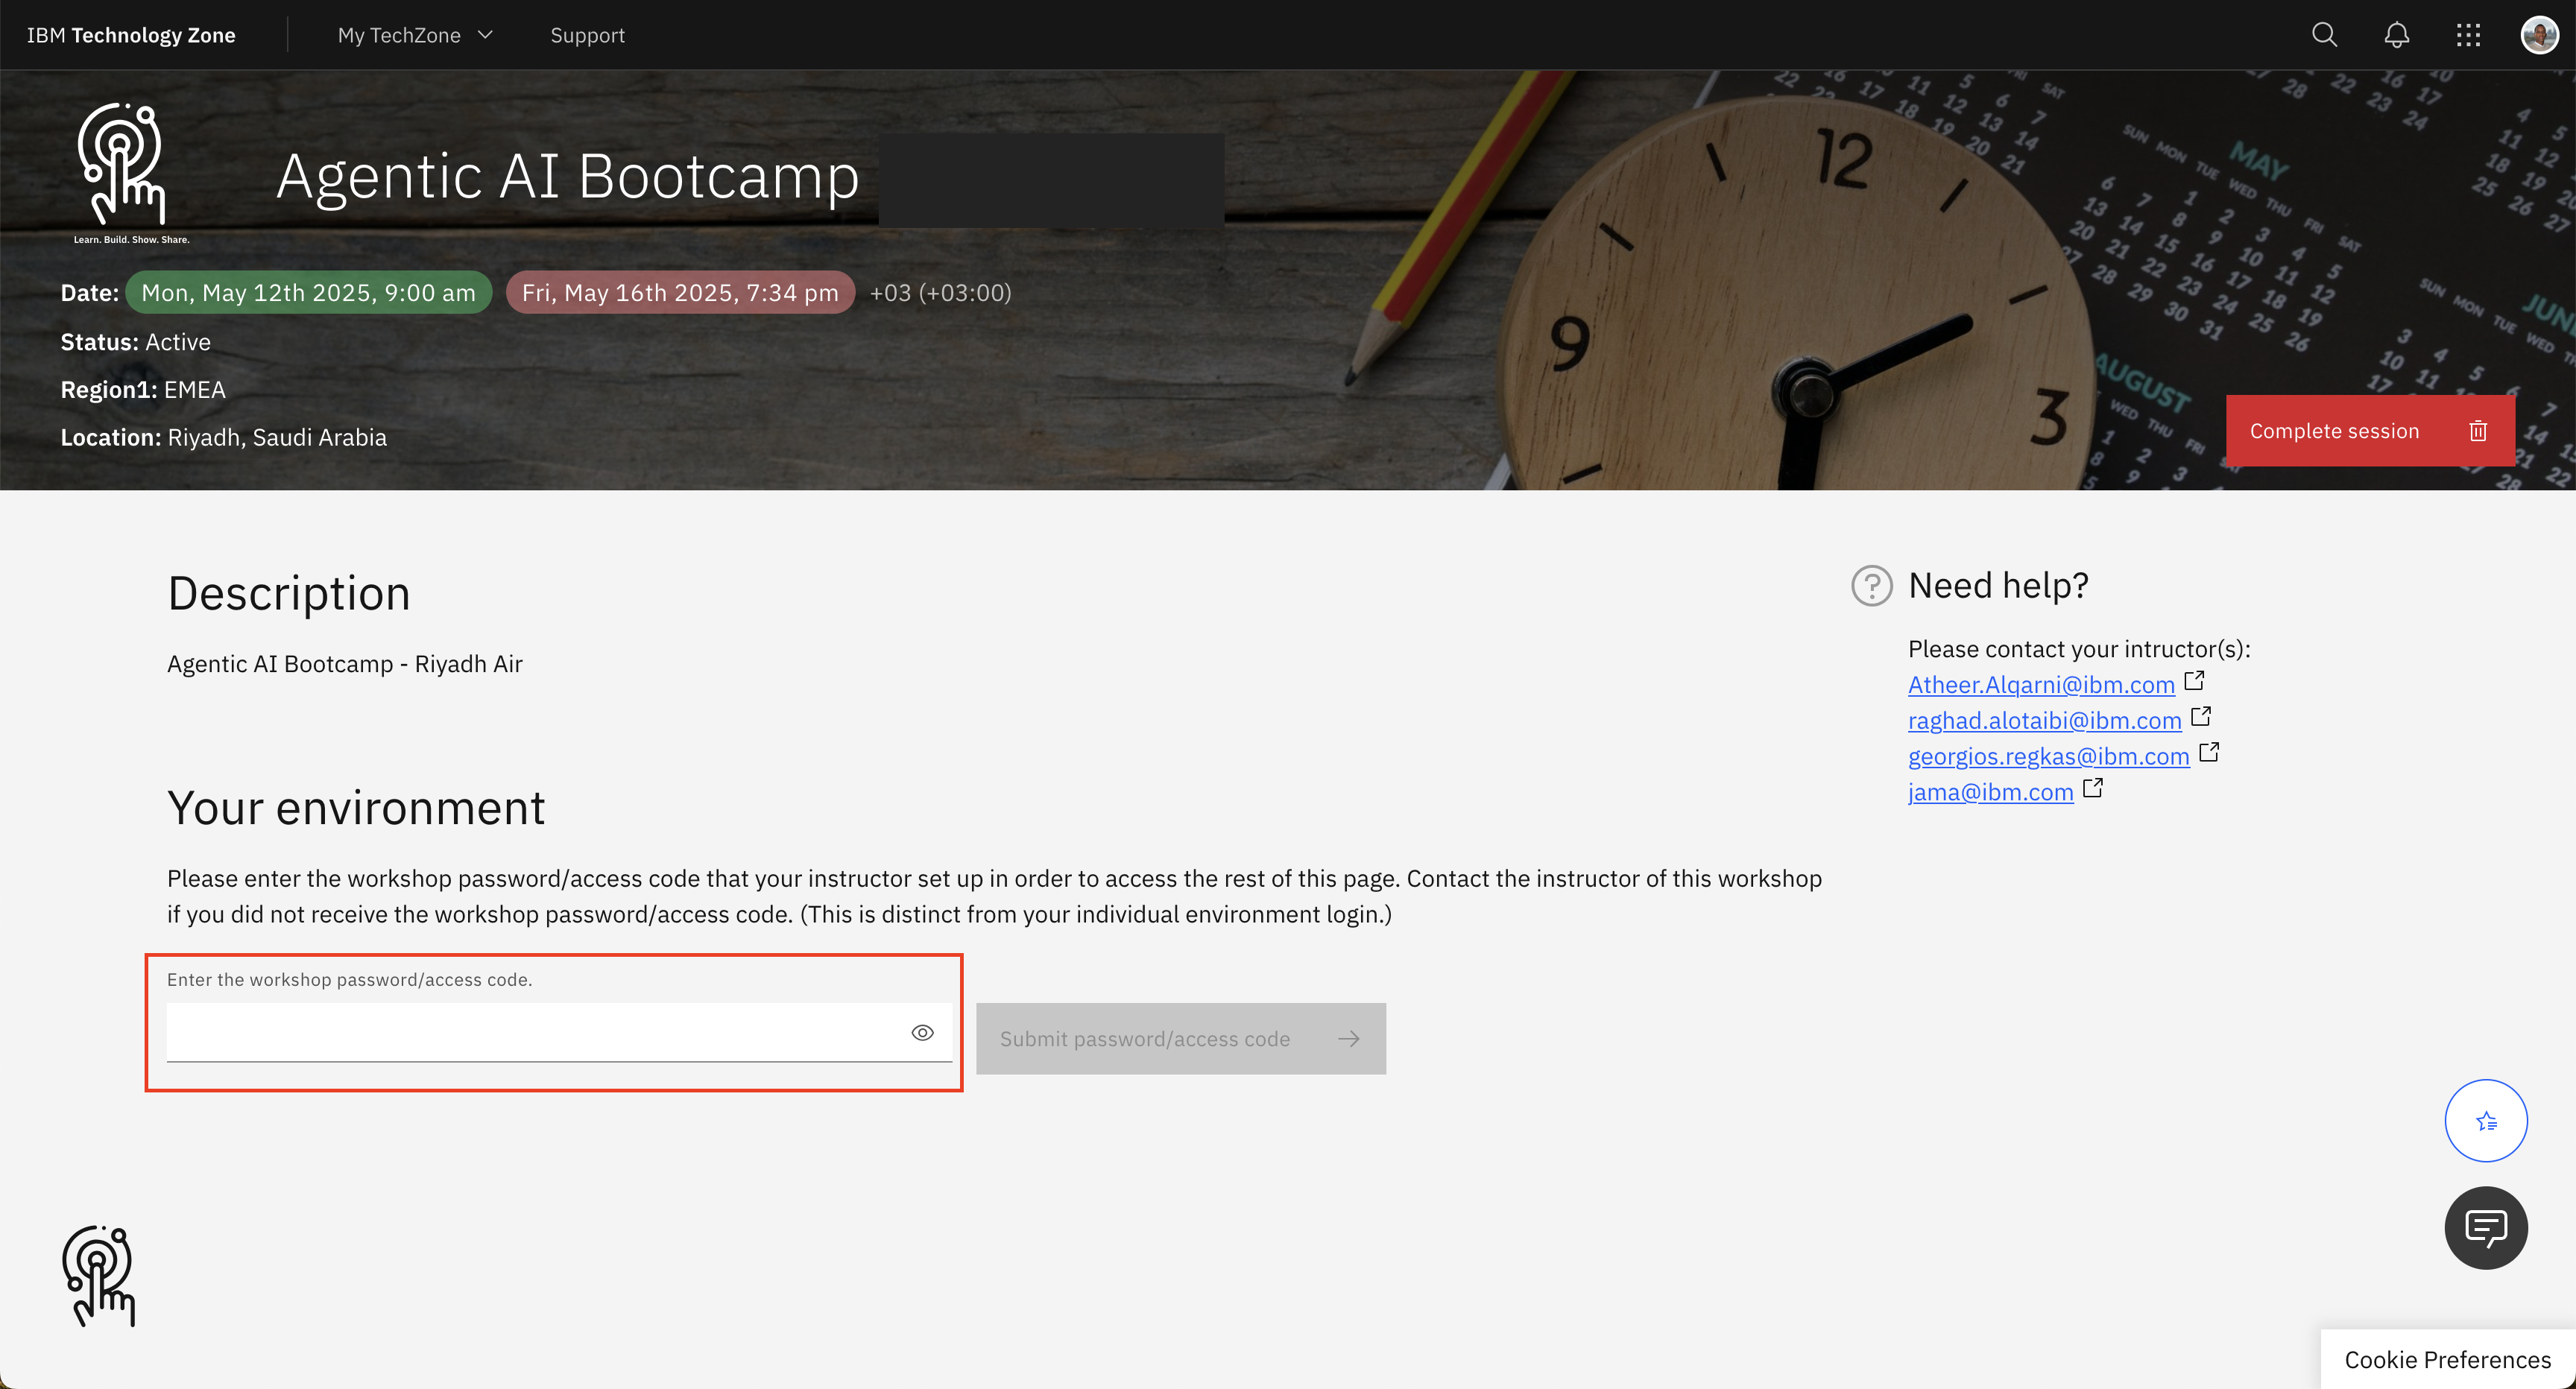 IBM Technology Zone
My TechZone
Support
Learn. Build. Show. Share.
Agentic AI Bootcamp
Date: Mon, May 12th 2025, 9:00 am Fri, May 16th 2025, 7:34 pm +03 (+03:00)
Status: Active
Region1: EMEA
Location: Riyadh, Saudi Arabia
12
9
3
MAY
AUGUST
Complete session
Description
Agentic AI Bootcamp - Riyadh Air
Need help?
Please contact your intructor(s):
Atheer.Alqarni@ibm.com
raghad.alotaibi@ibm.com
georgios.regkas@ibm.com
jama@ibm.com
Your environment
Please enter the workshop password/access code that your instructor set up in order to access the rest of this page. Contact the instructor of this workshop
if you did not receive the workshop password/access code. (This is distinct from your individual environment login.)
Enter the workshop password/access code.
Submit password/access code
Cookie Preferences